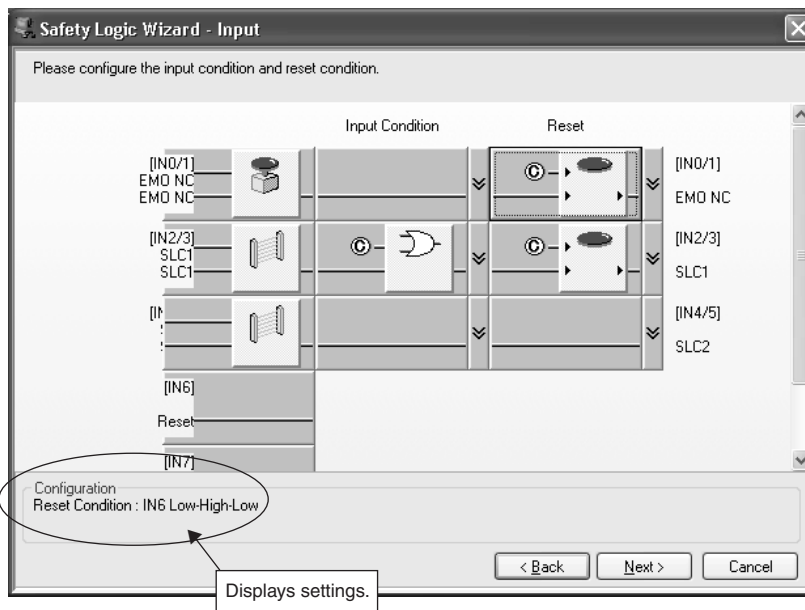 Safety Logic Wizard - Input
Please configure the input condition and reset condition.
Input Condition Reset
[IN0/1]
EMO NC
EMO NC
©
[IN0/1]
EMO NC
[IN2/3]
SLC1
SLC1
© ©
[IN2/3]
SLC1
[IN4/5]
SLC2
[IN6]
Reset
[IN7]
Configuration
Reset Condition : IN6 Low-High-Low
< Back Next > Cancel
Displays settings.